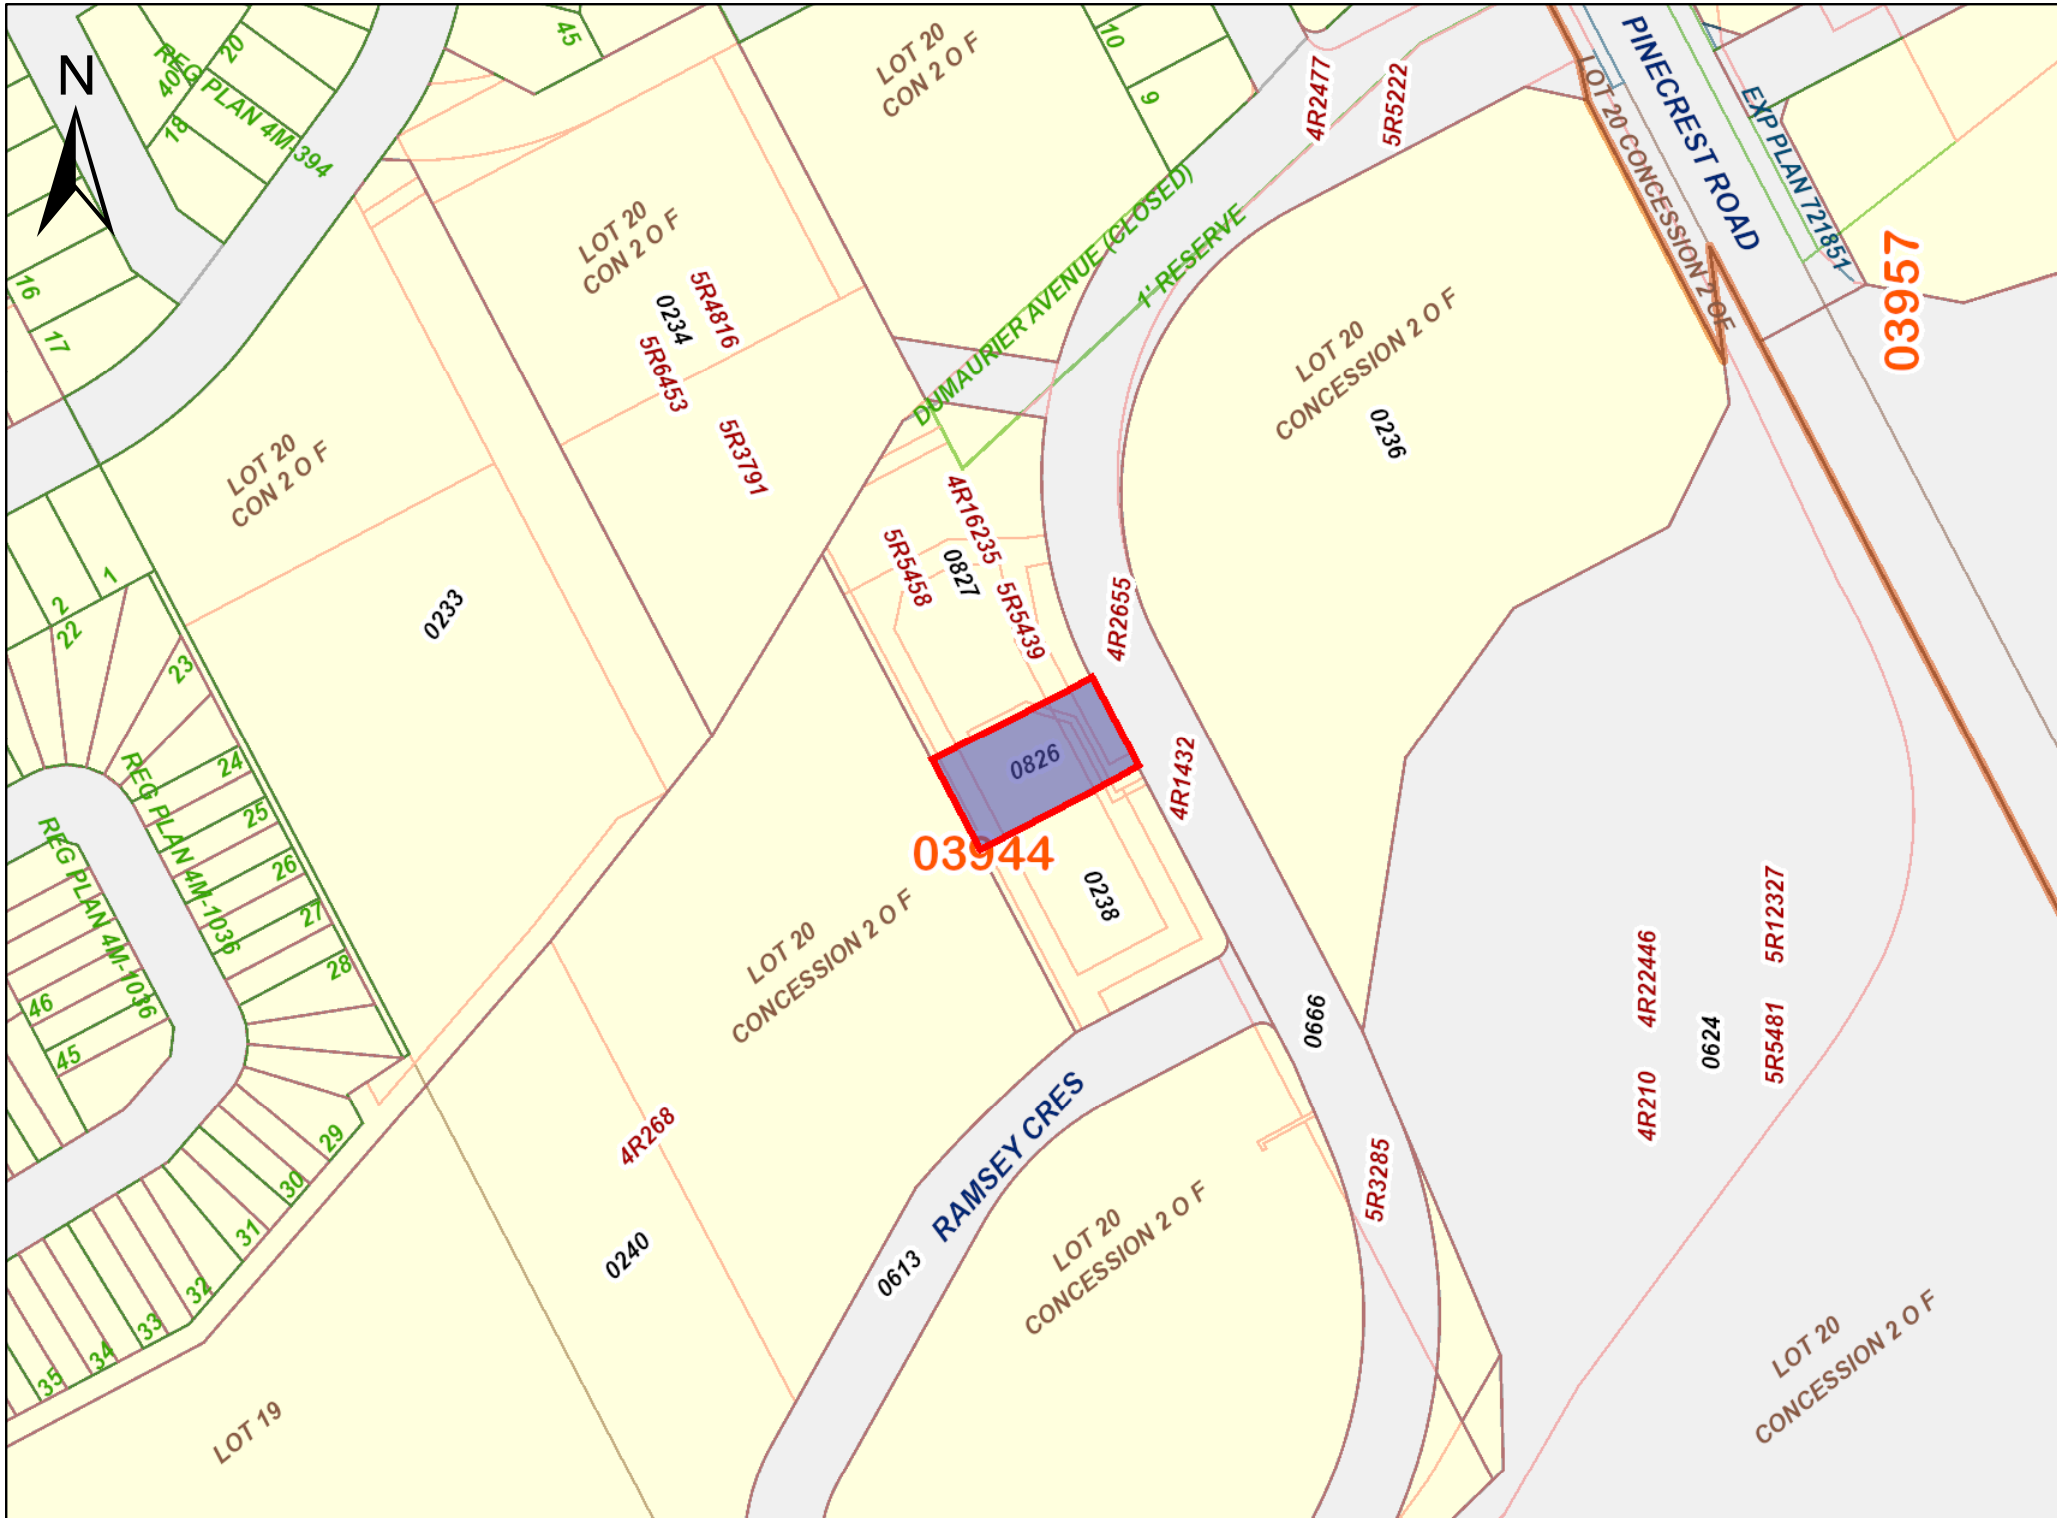 N
REG PLAN 4M-394
40
20
18
45
LOT 20
CON 2 O F
10
9
4R2477
5R5222
PINECREST ROAD
LOT 20 CONCESSION 2 OF
EXP PLAN 721851
03957
16
17
LOT 20
CON 2 O F
5R4816
0234
5R6453
5R3791
DUMAURIER AVENUE (CLOSED)
1' RESERVE
LOT 20
CONCESSION 2 O F
0236
LOT 20
CON 2 O F
0233
4R16235
5R5458
0827
5R5439
4R2655
1
2
22
23
24
25
26
27
28
REG PLAN 4M-1036
REG PLAN 4M-1036
0826
4R1432
03944
0238
LOT 20
CONCESSION 2 O F
46
45
5R12327
4R22446
0666
0624
5R5481
4R210
4R268
RAMSEY CRES
5R3285
29
30
31
32
33
34
35
0240
0613
LOT 20
CONCESSION 2 O F
LOT 20
CONCESSION 2 O F
LOT 19